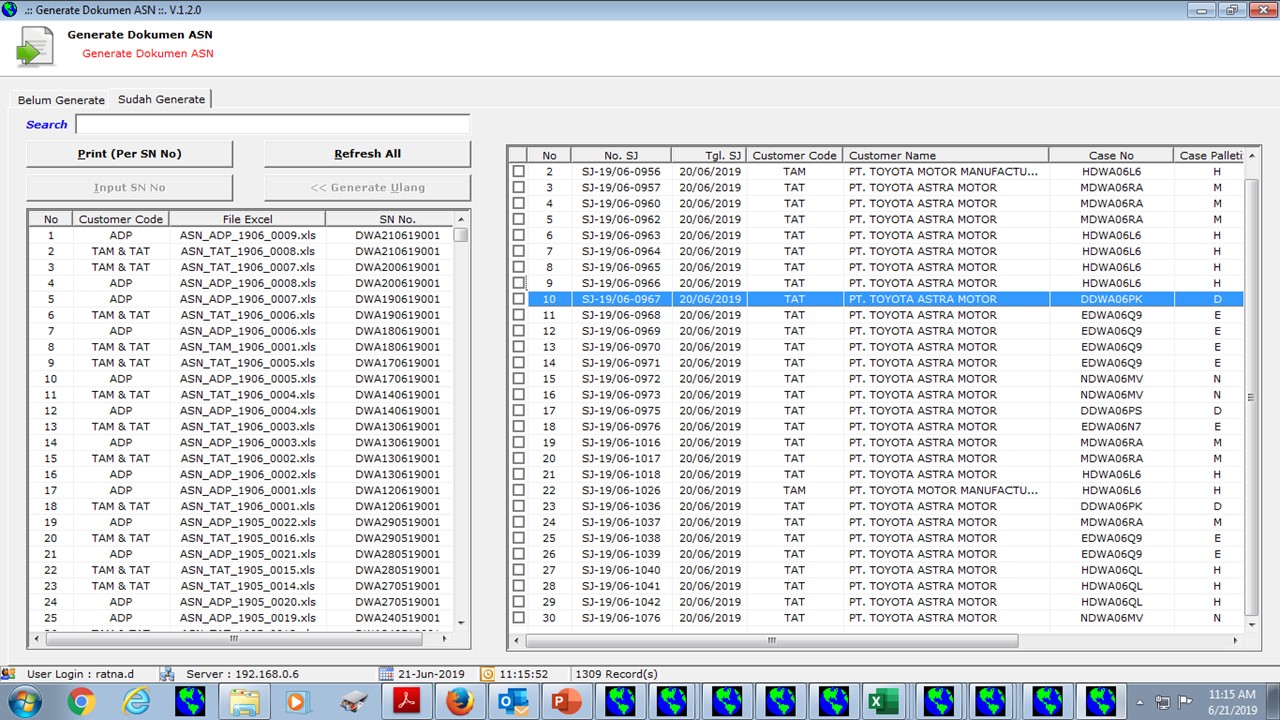 .:: Generate Dokumen ASN ::. V.1.2.0
Generate Dokumen ASN
Generate Dokumen ASN
Belum Generate Sudah Generate
Search
Print (Per SN No) Refresh All
Input SN No << Generate Ulang
No Customer Code File Excel SN No.
1 ADP ASN_ADP_1906_0009.xls DWA210619001
2 TAM & TAT ASN_TAT_1906_0008.xls DWA210619001
3 TAM & TAT ASN_TAT_1906_0007.xls DWA200619001
4 ADP ASN_ADP_1906_0008.xls DWA200619001
5 ADP ASN_ADP_1906_0007.xls DWA190619001
6 TAM & TAT ASN_TAT_1906_0006.xls DWA190619001
7 ADP ASN_ADP_1906_0006.xls DWA180619001
8 TAM & TAT ASN_TAM_1906_0001.xls DWA180619001
9 TAM & TAT ASN_TAT_1906_0005.xls DWA170619001
10 ADP ASN_ADP_1906_0005.xls DWA170619001
11 TAM & TAT ASN_TAT_1906_0004.xls DWA140619001
12 ADP ASN_ADP_1906_0004.xls DWA140619001
13 TAM & TAT ASN_TAT_1906_0003.xls DWA130619001
14 ADP ASN_ADP_1906_0003.xls DWA130619001
15 TAM & TAT ASN_TAT_1906_0002.xls DWA130619001
16 ADP ASN_ADP_1906_0002.xls DWA130619001
17 ADP ASN_ADP_1906_0001.xls DWA120619001
18 TAM & TAT ASN_TAT_1906_0001.xls DWA120619001
19 ADP ASN_ADP_1905_0022.xls DWA290519001
20 TAM & TAT ASN_TAT_1905_0016.xls DWA290519001
21 ADP ASN_ADP_1905_0021.xls DWA280519001
22 TAM & TAT ASN_TAT_1905_0015.xls DWA280519001
23 TAM & TAT ASN_TAT_1905_0014.xls DWA270519001
24 ADP ASN_ADP_1905_0020.xls DWA270519001
25 ADP ASN_ADP_1905_0019.xls DWA240519001
No No. SJ Tgl. SJ Customer Code Customer Name Case No Case Palleti
2 SJ-19/06-0956 20/06/2019 TAM PT. TOYOTA MOTOR MANUFACTU... HDWA06L6 H
3 SJ-19/06-0957 20/06/2019 TAT PT. TOYOTA ASTRA MOTOR MDWA06RA M
4 SJ-19/06-0960 20/06/2019 TAT PT. TOYOTA ASTRA MOTOR MDWA06RA M
5 SJ-19/06-0962 20/06/2019 TAT PT. TOYOTA ASTRA MOTOR MDWA06RA M
6 SJ-19/06-0963 20/06/2019 TAT PT. TOYOTA ASTRA MOTOR HDWA06L6 H
7 SJ-19/06-0964 20/06/2019 TAT PT. TOYOTA ASTRA MOTOR HDWA06L6 H
8 SJ-19/06-0965 20/06/2019 TAT PT. TOYOTA ASTRA MOTOR HDWA06L6 H
9 SJ-19/06-0966 20/06/2019 TAT PT. TOYOTA ASTRA MOTOR HDWA06L6 H
10 SJ-19/06-0967 20/06/2019 TAT PT. TOYOTA ASTRA MOTOR DDWA06PK D
11 SJ-19/06-0968 20/06/2019 TAT PT. TOYOTA ASTRA MOTOR EDWA06Q9 E
12 SJ-19/06-0969 20/06/2019 TAT PT. TOYOTA ASTRA MOTOR EDWA06Q9 E
13 SJ-19/06-0970 20/06/2019 TAT PT. TOYOTA ASTRA MOTOR EDWA06Q9 E
14 SJ-19/06-0971 20/06/2019 TAT PT. TOYOTA ASTRA MOTOR EDWA06Q9 E
15 SJ-19/06-0972 20/06/2019 TAT PT. TOYOTA ASTRA MOTOR NDWA06MV N
16 SJ-19/06-0973 20/06/2019 TAT PT. TOYOTA ASTRA MOTOR NDWA06MV N
17 SJ-19/06-0975 20/06/2019 TAT PT. TOYOTA ASTRA MOTOR DDWA06PS D
18 SJ-19/06-0976 20/06/2019 TAT PT. TOYOTA ASTRA MOTOR EDWA06N7 E
19 SJ-19/06-1016 20/06/2019 TAT PT. TOYOTA ASTRA MOTOR MDWA06RA M
20 SJ-19/06-1017 20/06/2019 TAT PT. TOYOTA ASTRA MOTOR MDWA06RA M
21 SJ-19/06-1018 20/06/2019 TAT PT. TOYOTA ASTRA MOTOR HDWA06L6 H
22 SJ-19/06-1026 20/06/2019 TAM PT. TOYOTA MOTOR MANUFACTU... HDWA06L6 H
23 SJ-19/06-1036 20/06/2019 TAT PT. TOYOTA ASTRA MOTOR DDWA06PK D
24 SJ-19/06-1037 20/06/2019 TAT PT. TOYOTA ASTRA MOTOR MDWA06RA M
25 SJ-19/06-1038 20/06/2019 TAT PT. TOYOTA ASTRA MOTOR EDWA06Q9 E
26 SJ-19/06-1039 20/06/2019 TAT PT. TOYOTA ASTRA MOTOR EDWA06Q9 E
27 SJ-19/06-1040 20/06/2019 TAT PT. TOYOTA ASTRA MOTOR HDWA06QL H
28 SJ-19/06-1041 20/06/2019 TAT PT. TOYOTA ASTRA MOTOR HDWA06QL H
29 SJ-19/06-1042 20/06/2019 TAT PT. TOYOTA ASTRA MOTOR HDWA06QL H
30 SJ-19/06-1076 20/06/2019 TAT PT. TOYOTA ASTRA MOTOR NDWA06MV N
User Login : ratna.d Server : 192.168.0.6 21-Jun-2019 11:15:52 1309 Record(s)
11:15 AM
6/21/2019